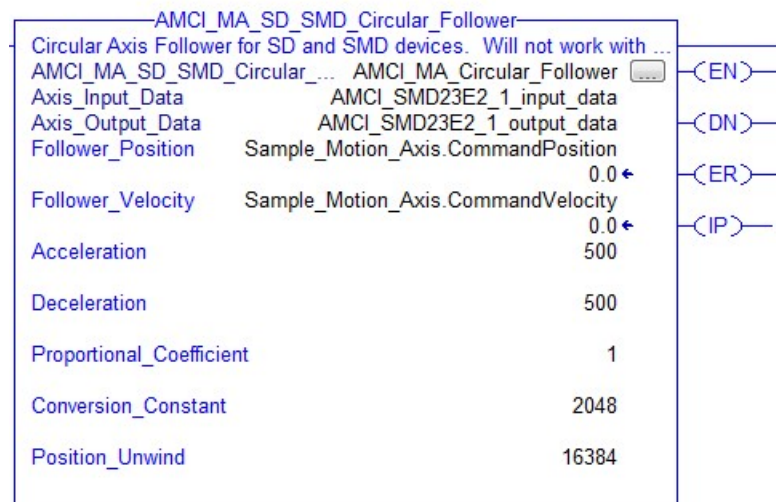 AMCI_MA_SD_SMD_Circular_Follower
Circular Axis Follower for SD and SMD devices. Will not work with ...
AMCI_MA_SD_SMD_Circular_... AMCI_MA_Circular_Follower ... EN
Axis_Input_Data AMCI_SMD23E2_1_input_data
Axis_Output_Data AMCI_SMD23E2_1_output_data DN
Follower_Position Sample_Motion_Axis.CommandPosition
0.0 ER
Follower_Velocity Sample_Motion_Axis.CommandVelocity
0.0 IP
Acceleration 500
Deceleration 500
Proportional_Coefficient 1
Conversion_Constant 2048
Position_Unwind 16384